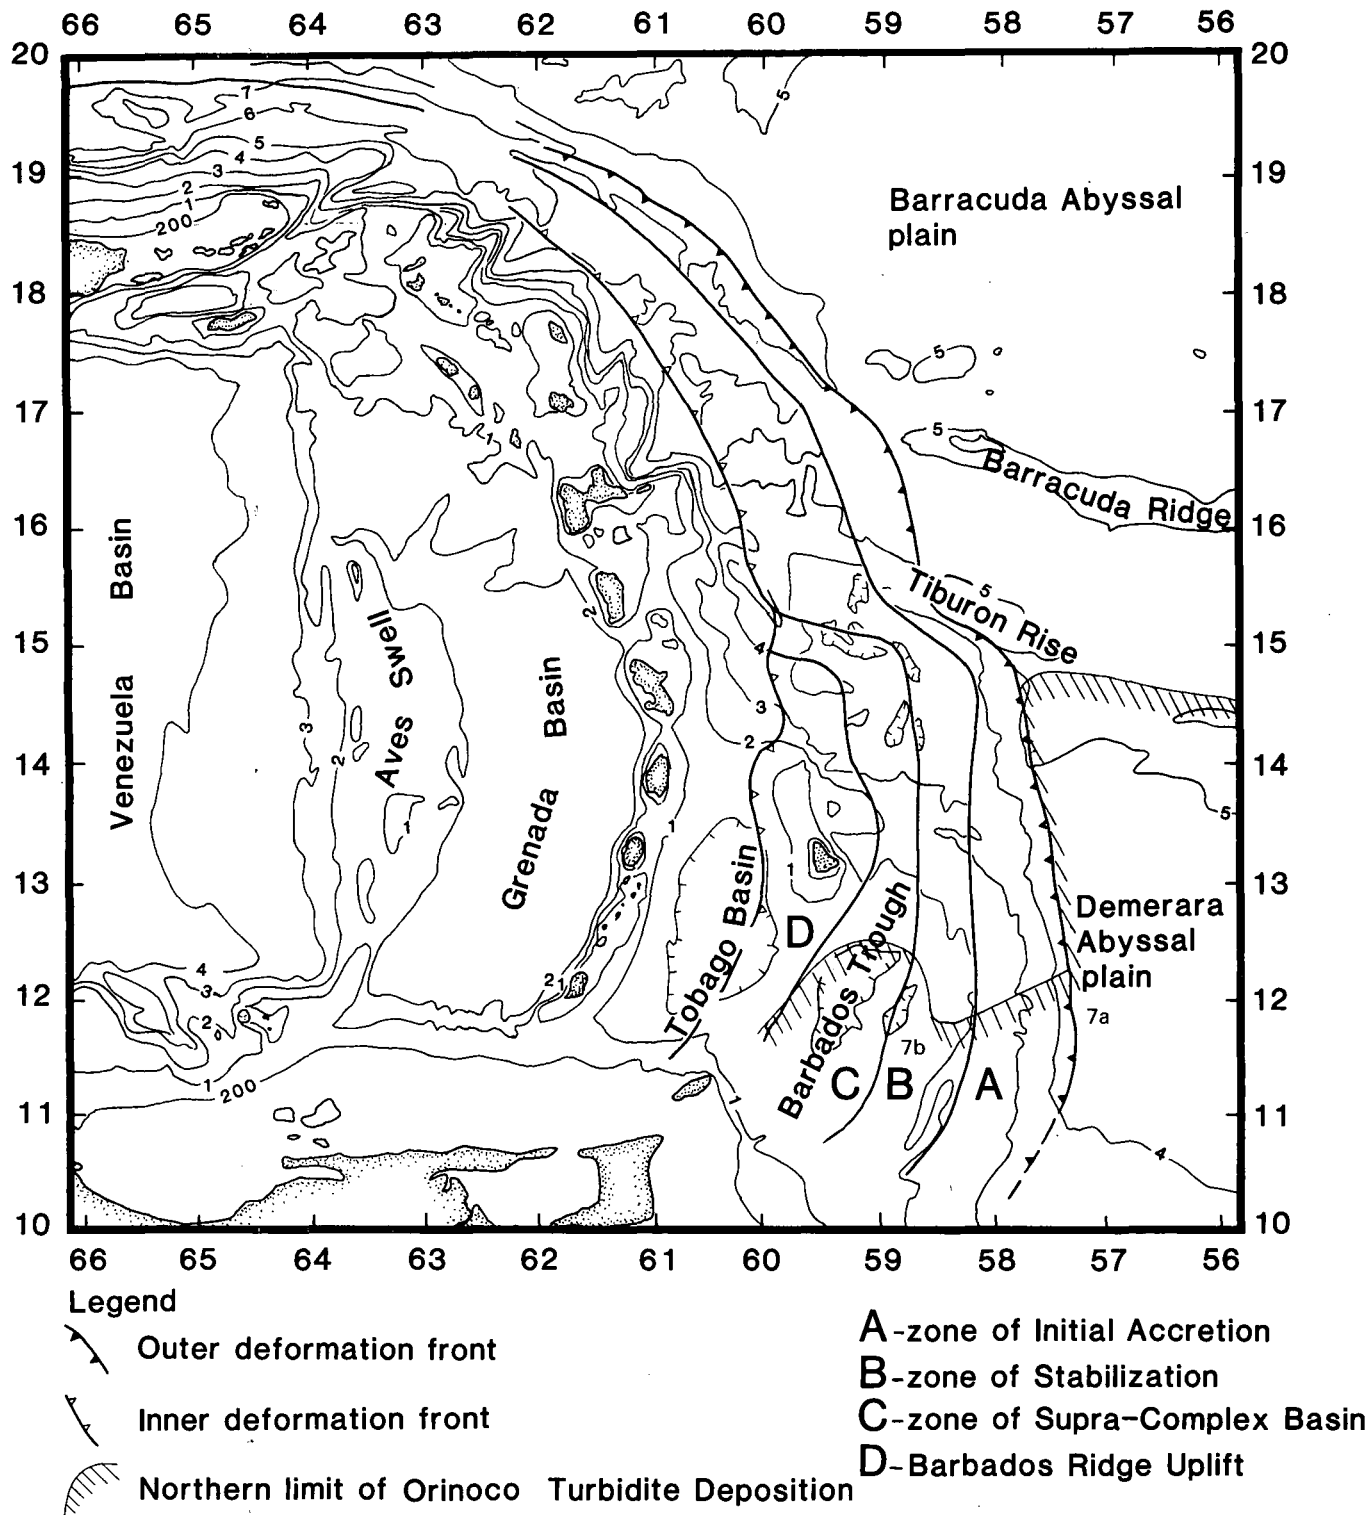 66 65 64 63 62 61 60 59 58 57 56
20 20
7
6
5
5
4
3
2
1
200
19 19
Barracuda Abyssal
plain
18 18
5
1
17 17
5
Barracuda Ridge
16 16
Tiburon Rise
5
2
15 15
Venezuela Basin
Aves Swell
Grenada Basin
4
3
2
3
2
14 14
5
1
1
1
13 13
Tobago Basin
D
Barbados Trough
Demerara
Abyssal
plain
4
3
2
21
12 12
7a
7b
C B A
1
200
1
11 11
4
10 10
66 65 64 63 62 61 60 59 58 57 56
Legend
Outer deformation front
Inner deformation front
Northern limit of Orinoco Turbidite Deposition
A-zone of Initial Accretion
B-zone of Stabilization
C-zone of Supra-Complex Basin
D-Barbados Ridge Uplift